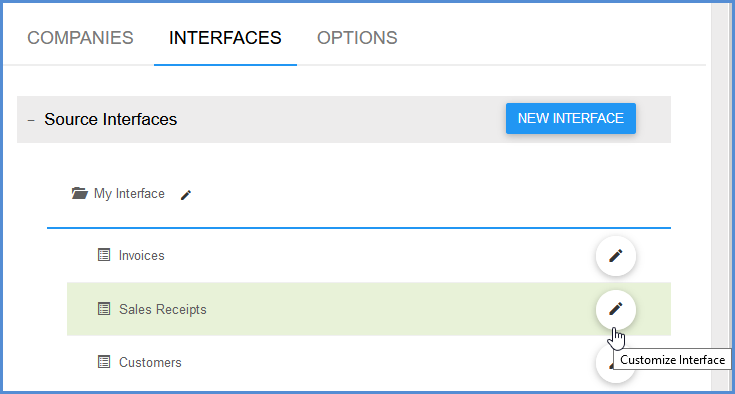 COMPANIES INTERFACES OPTIONS
– Source Interfaces NEW INTERFACE
My Interface
Invoices
Sales Receipts
Customize Interface
Customers